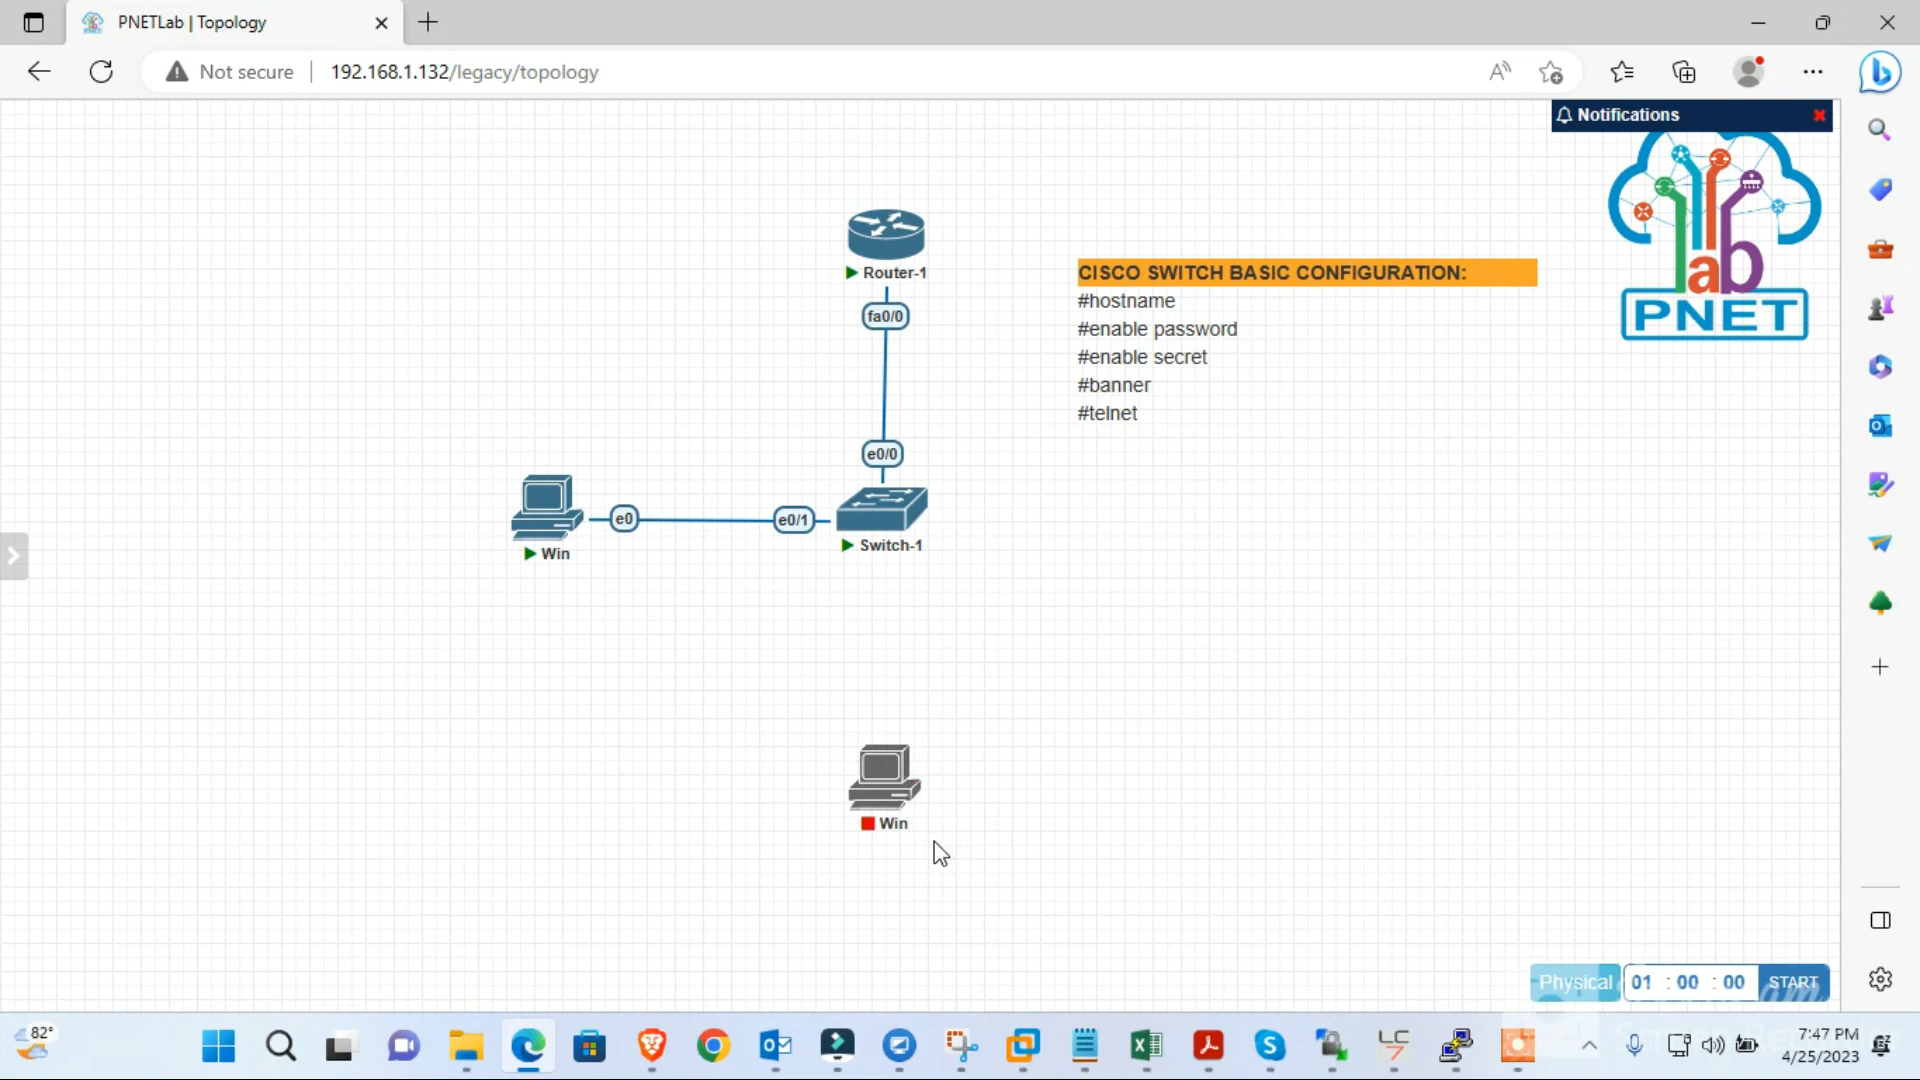 PNETLab | Topology
Not secure
192.168.1.132/legacy/topology
Notifications
lab
PNET
Router-1
fa0/0
CISCO SWITCH BASIC CONFIGURATION:
#hostname
#enable password
#enable secret
#banner
#telnet
e0/0
e0
e0/1
Switch-1
Win
Win
Physical
01 : 00 : 00
START
82°
7:47 PM
4/25/2023